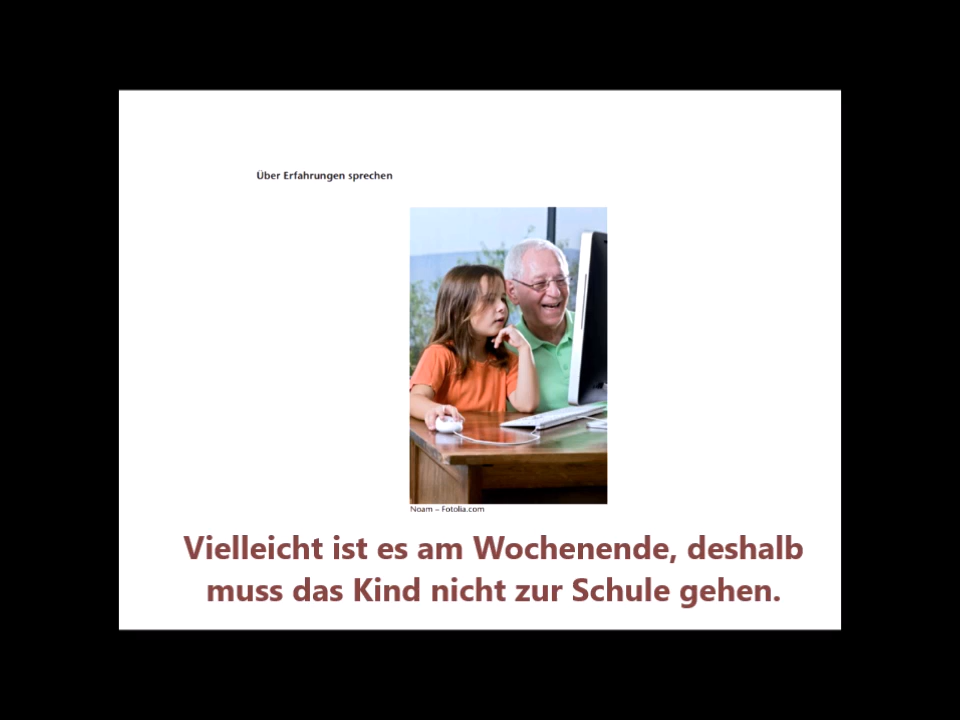 Über Erfahrungen sprechen
Noam – Fotolia.com
Vielleicht ist es am Wochenende, deshalb
muss das Kind nicht zur Schule gehen.